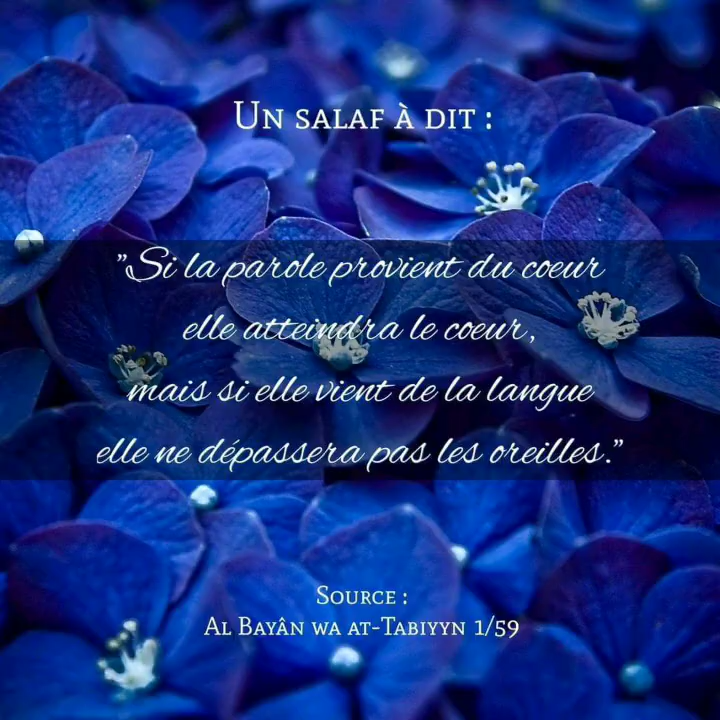 Un salaf à dit :
"Si la parole provient du coeur
elle atteindra le coeur,
mais si elle vient de la langue
elle ne dépassera pas les oreilles."
Source :
Al Bayân wa at-Tabiyyn 1/59